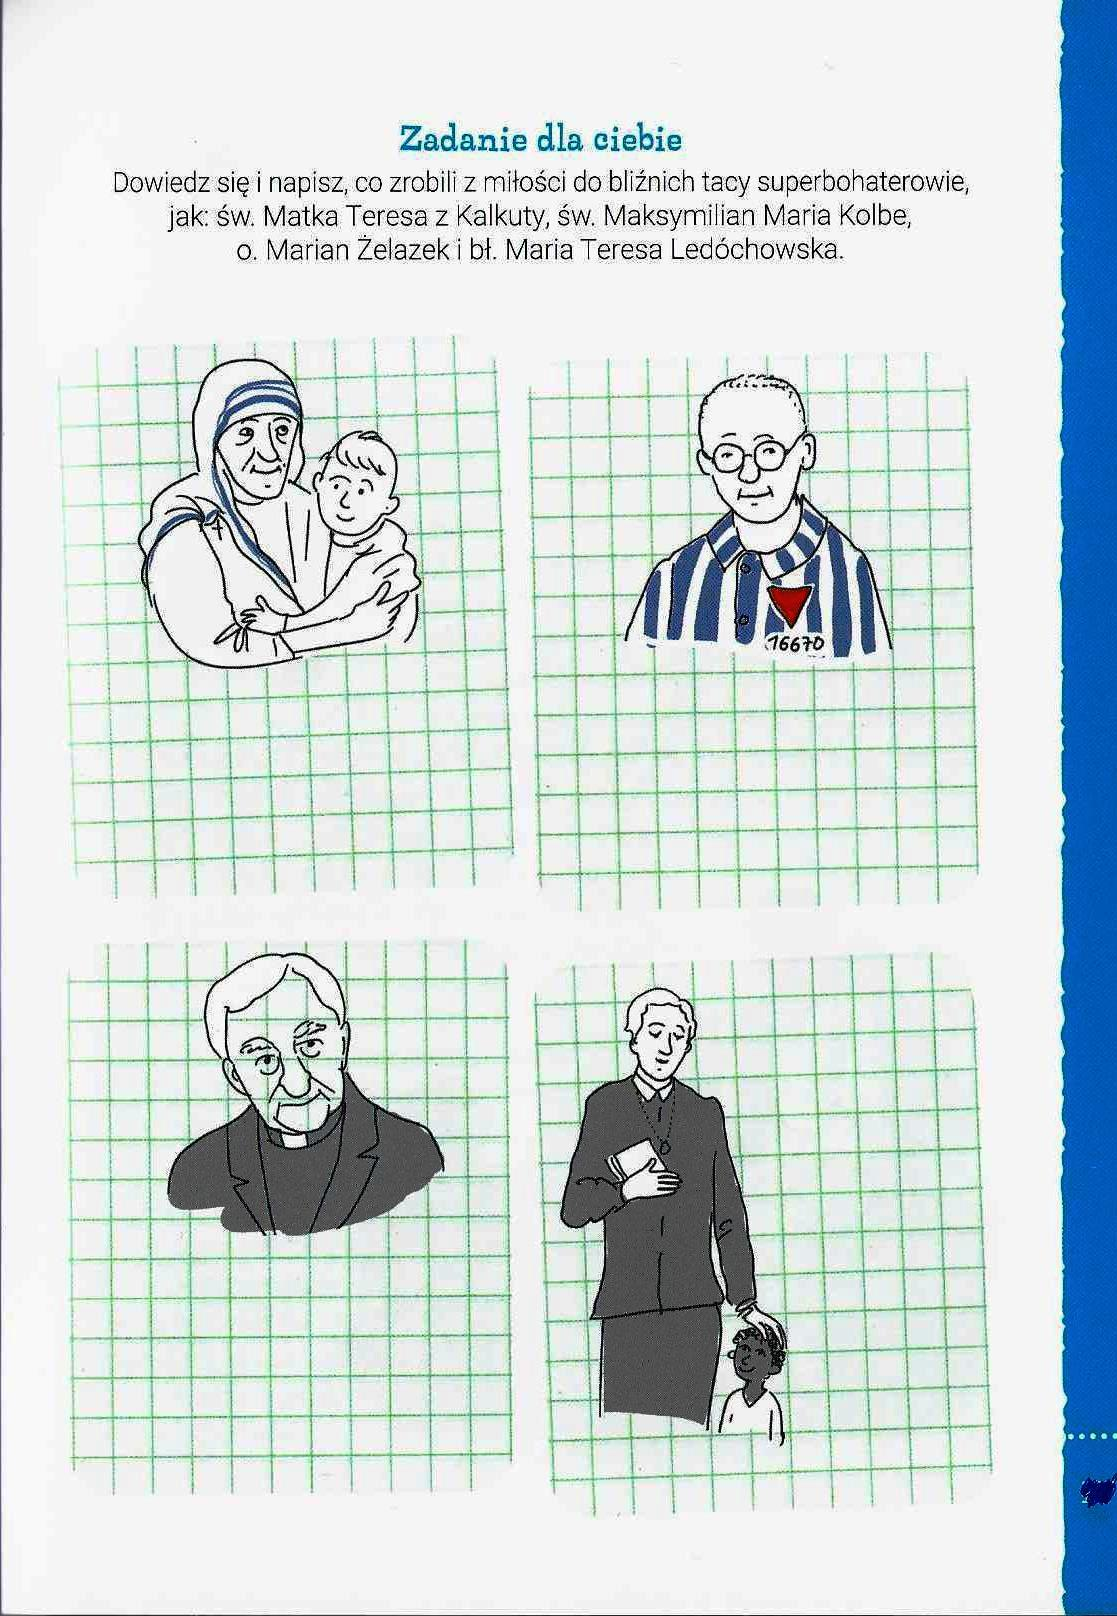 Zadanie dla ciebie
Dowiedz się i napisz, co zrobili z miłości do bliźnich tacy superbohaterowie,
jak: św. Matka Teresa z Kalkuty, św. Maksymilian Maria Kolbe,
o. Marian Żelazek i bł. Maria Teresa Ledóchowska.
16670